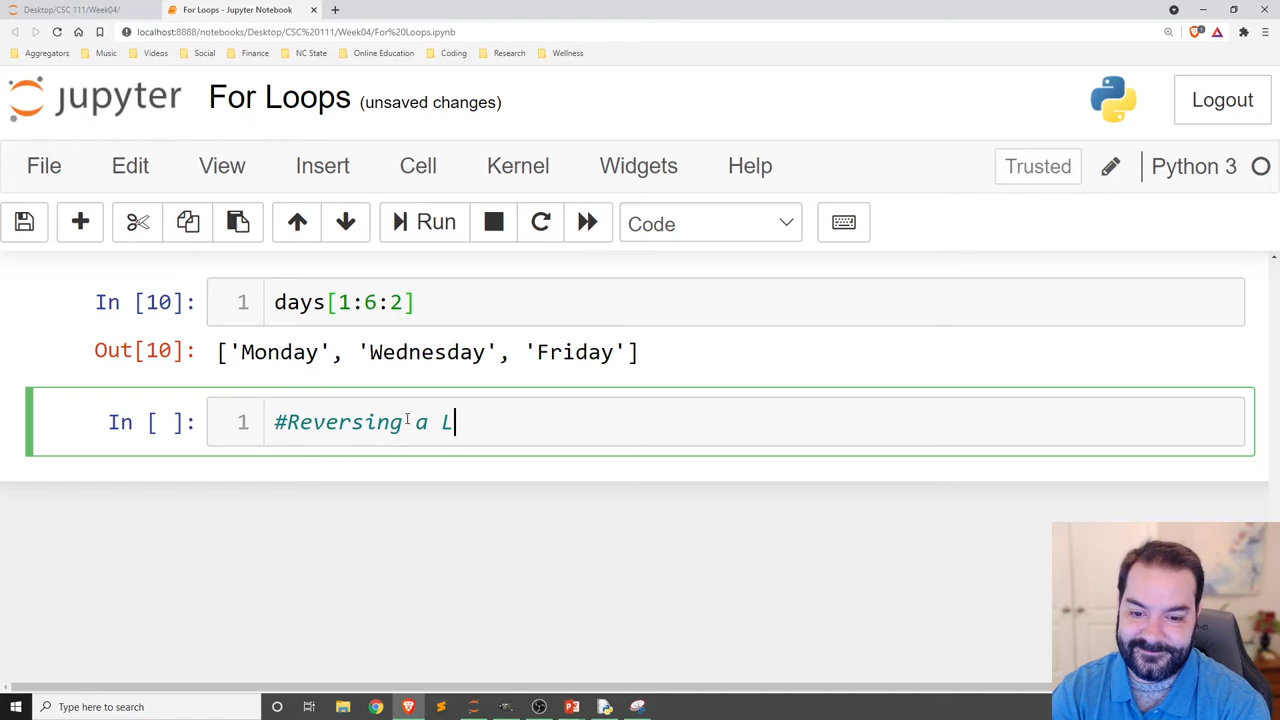 Desktop/CSC 111/Week04/
For Loops - Jupyter Notebook
localhost:8888/notebooks/Desktop/CSC%20111/Week04/For%20Loops.ipynb
Aggregators Music Videos Social Finance NC State Online Education Coding Research Wellness
jupyter For Loops (unsaved changes) Logout
File Edit View Insert Cell Kernel Widgets Help Trusted Python 3
Run Code
In [10]: 1 days[1:6:2]
Out[10]: ['Monday', 'Wednesday', 'Friday']
In [ ]: 1 #Reversing a L
Type here to search